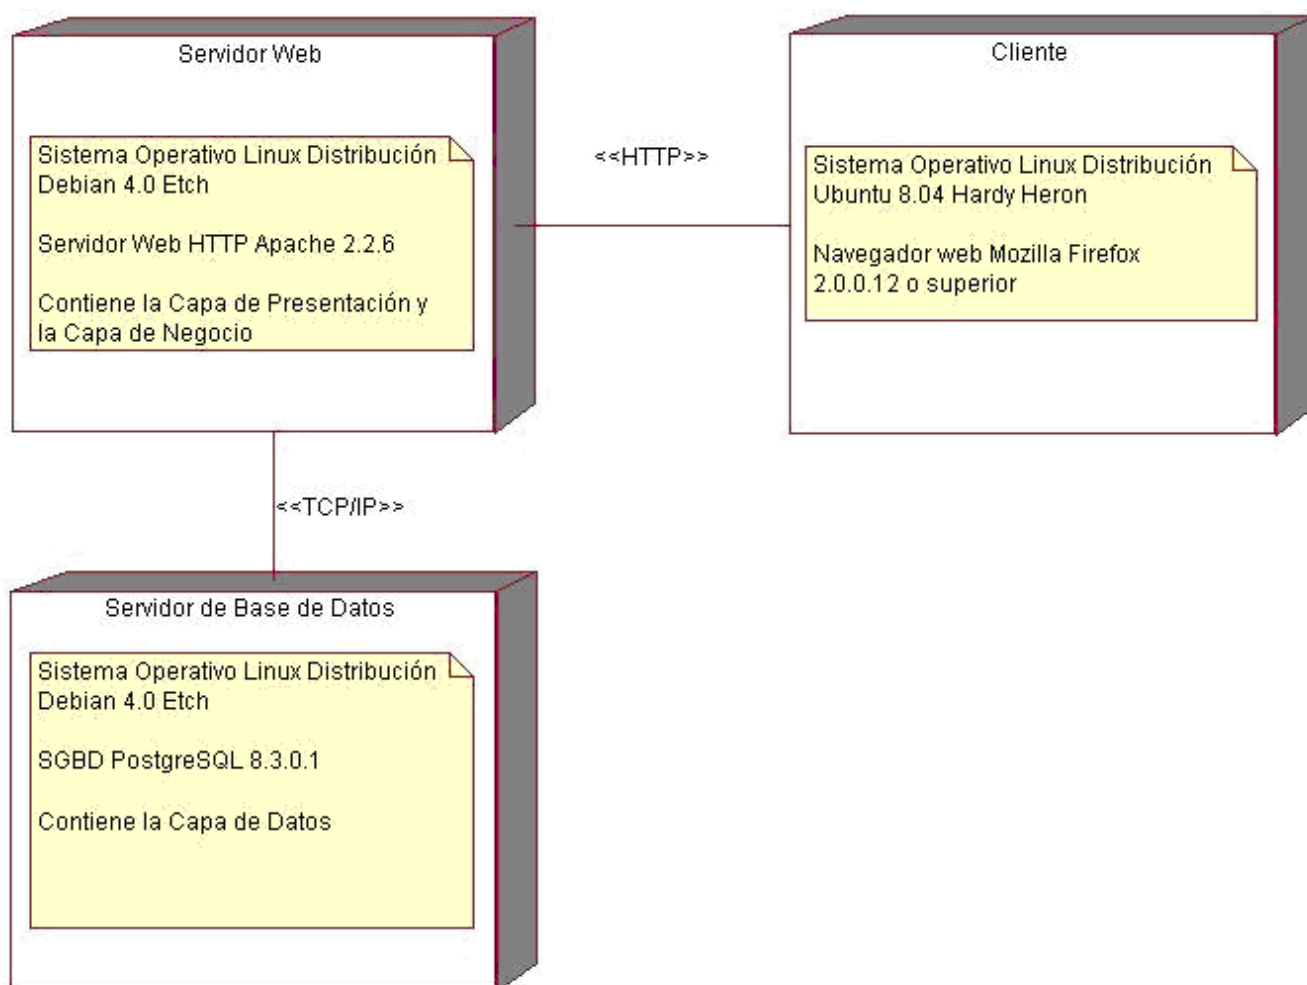 Servidor Web
Sistema Operativo Linux Distribución
Debian 4.0 Etch
Servidor Web HTTP Apache 2.2.6
Contiene la Capa de Presentación y
la Capa de Negocio
<<HTTP>>
Cliente
Sistema Operativo Linux Distribución
Ubuntu 8.04 Hardy Heron
Navegador web Mozilla Firefox
2.0.0.12 o superior
<<TCP/IP>>
Servidor de Base de Datos
Sistema Operativo Linux Distribución
Debian 4.0 Etch
SGBD PostgreSQL 8.3.0.1
Contiene la Capa de Datos